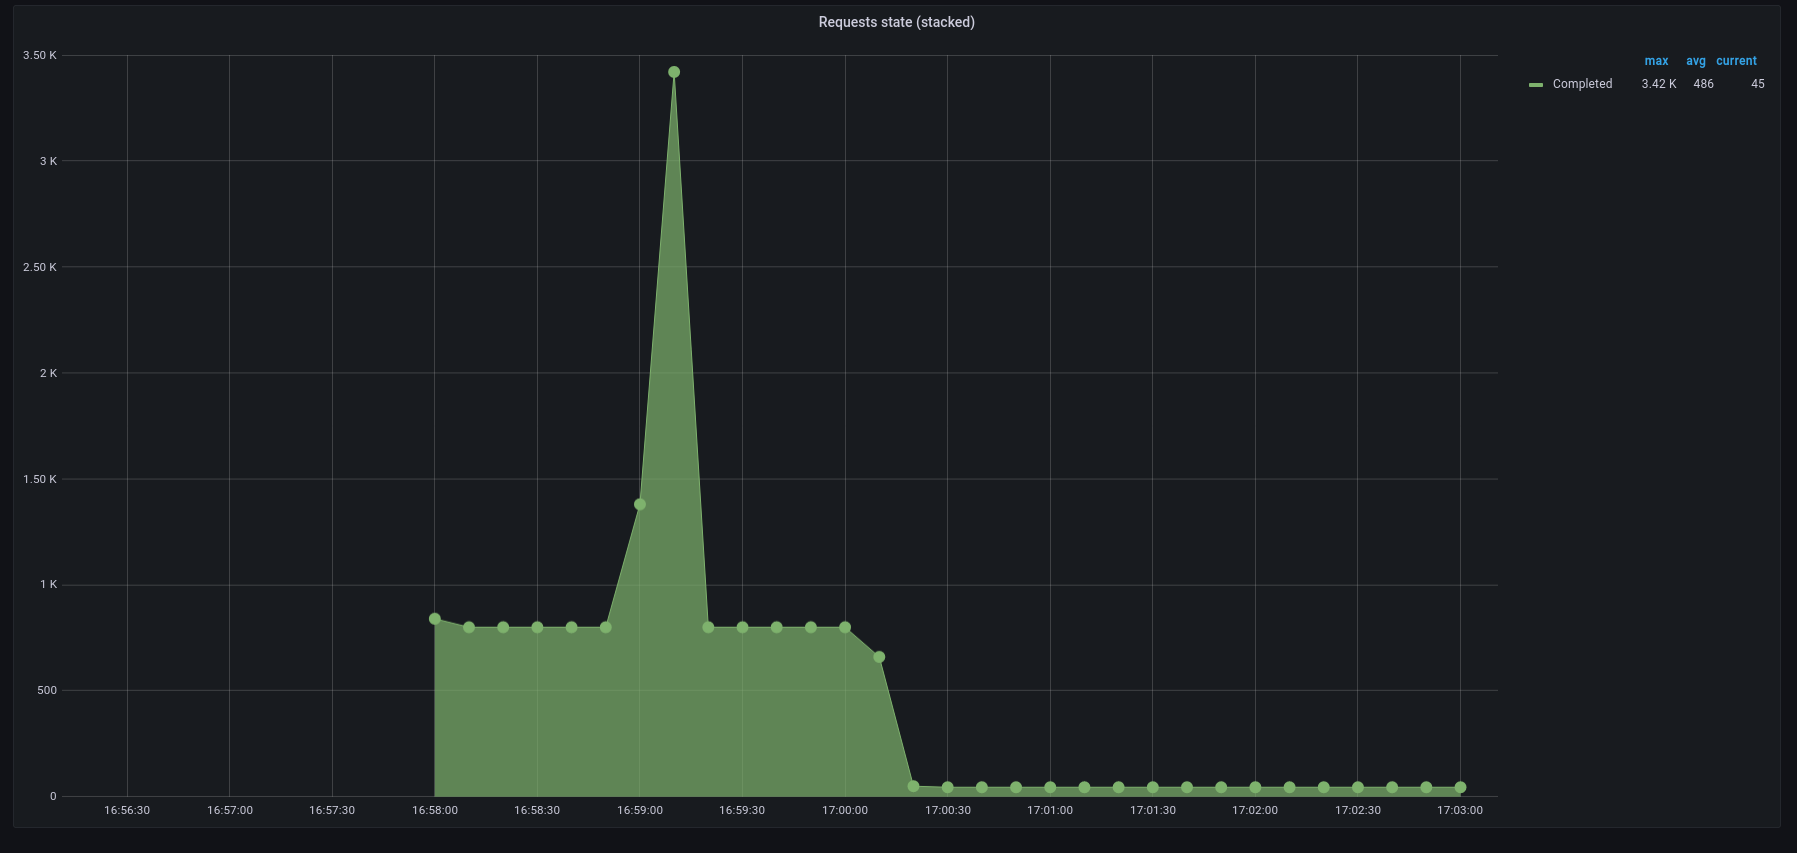 Requests state (stacked)
3.50 K
3 K
2.50 K
2 K
1.50 K
1 K
500
0
16:56:30 16:57:00 16:57:30 16:58:00 16:58:30 16:59:00 16:59:30 17:00:00 17:00:30 17:01:00 17:01:30 17:02:00 17:02:30 17:03:00
max avg current
Completed 3.42 K 486 45